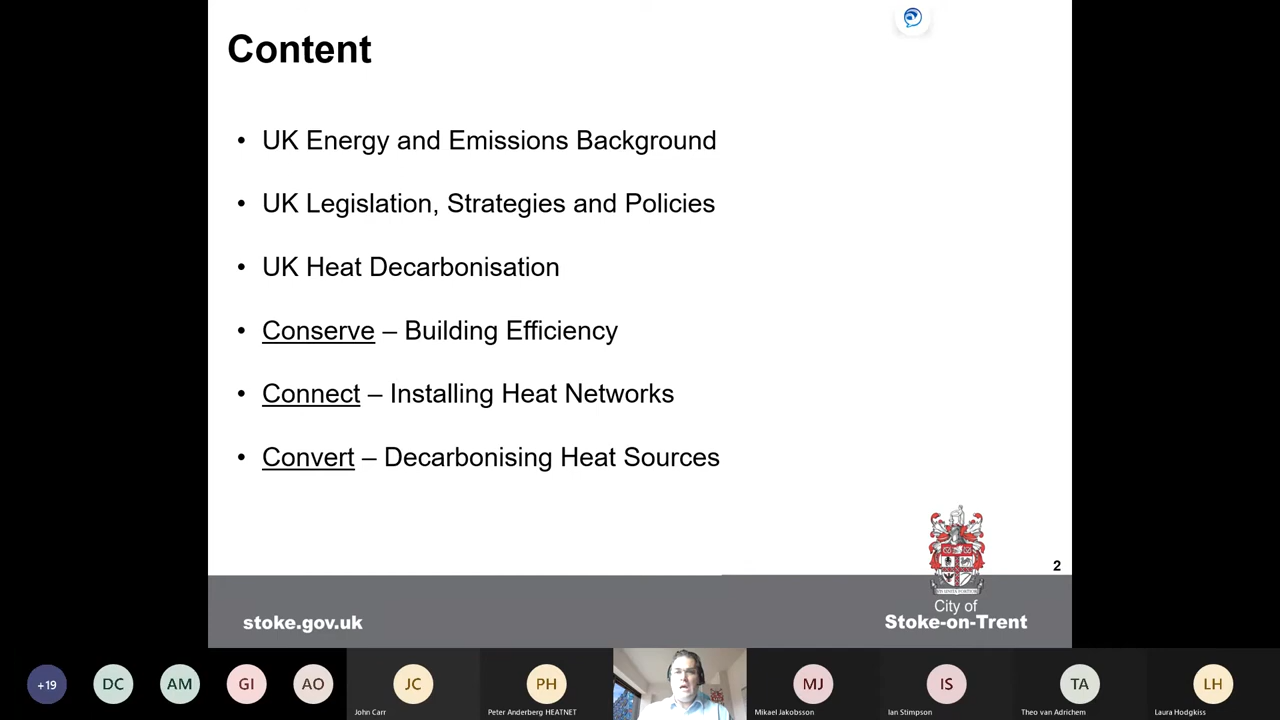 Content
• UK Energy and Emissions Background
• UK Legislation, Strategies and Policies
• UK Heat Decarbonisation
• Conserve – Building Efficiency
• Connect – Installing Heat Networks
• Convert – Decarbonising Heat Sources
2
stoke.gov.uk
City of
Stoke-on-Trent
+19
DC
AM
GI
AO
JC
PH
MJ
IS
TA
LH
John Carr
Peter Anderberg HEATNET
Mikael Jakobsson
Ian Stimpson
Theo van Adrichem
Laura Hodgkiss